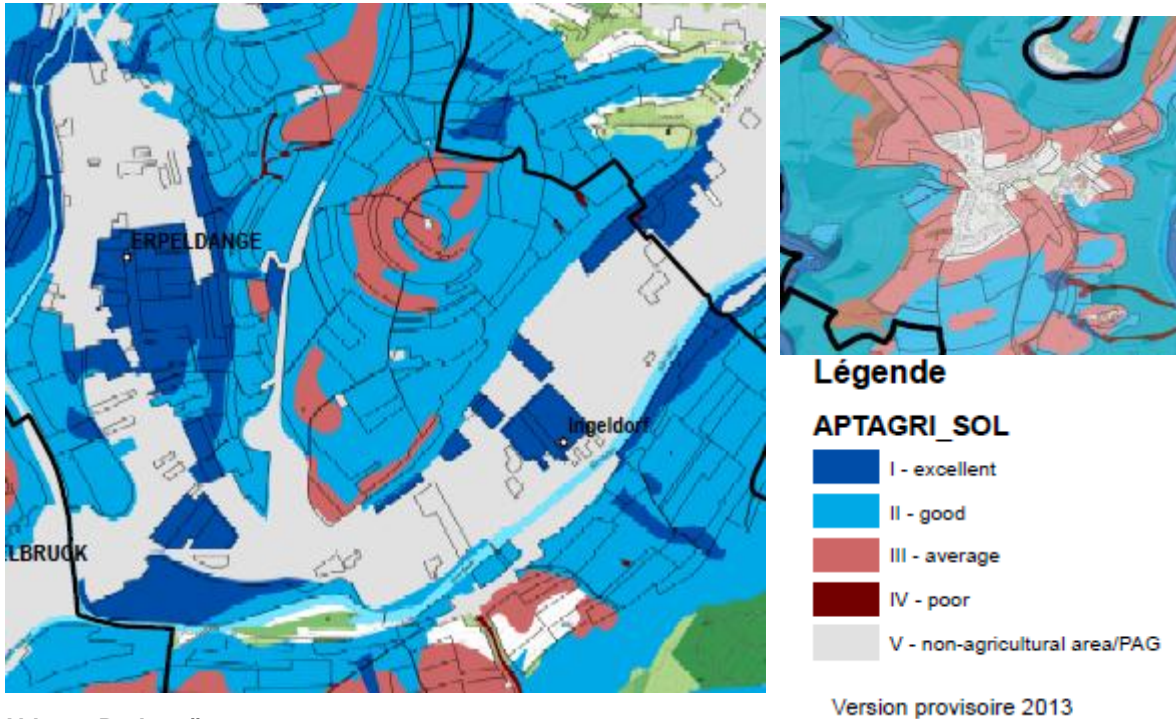 ERPELDANGE
Ingeldorf
ELBRUCK
Légende
APTAGRI_SOL
I - excellent
II - good
III - average
IV - poor
V - non-agricultural area/PAG
Version provisoire 2013